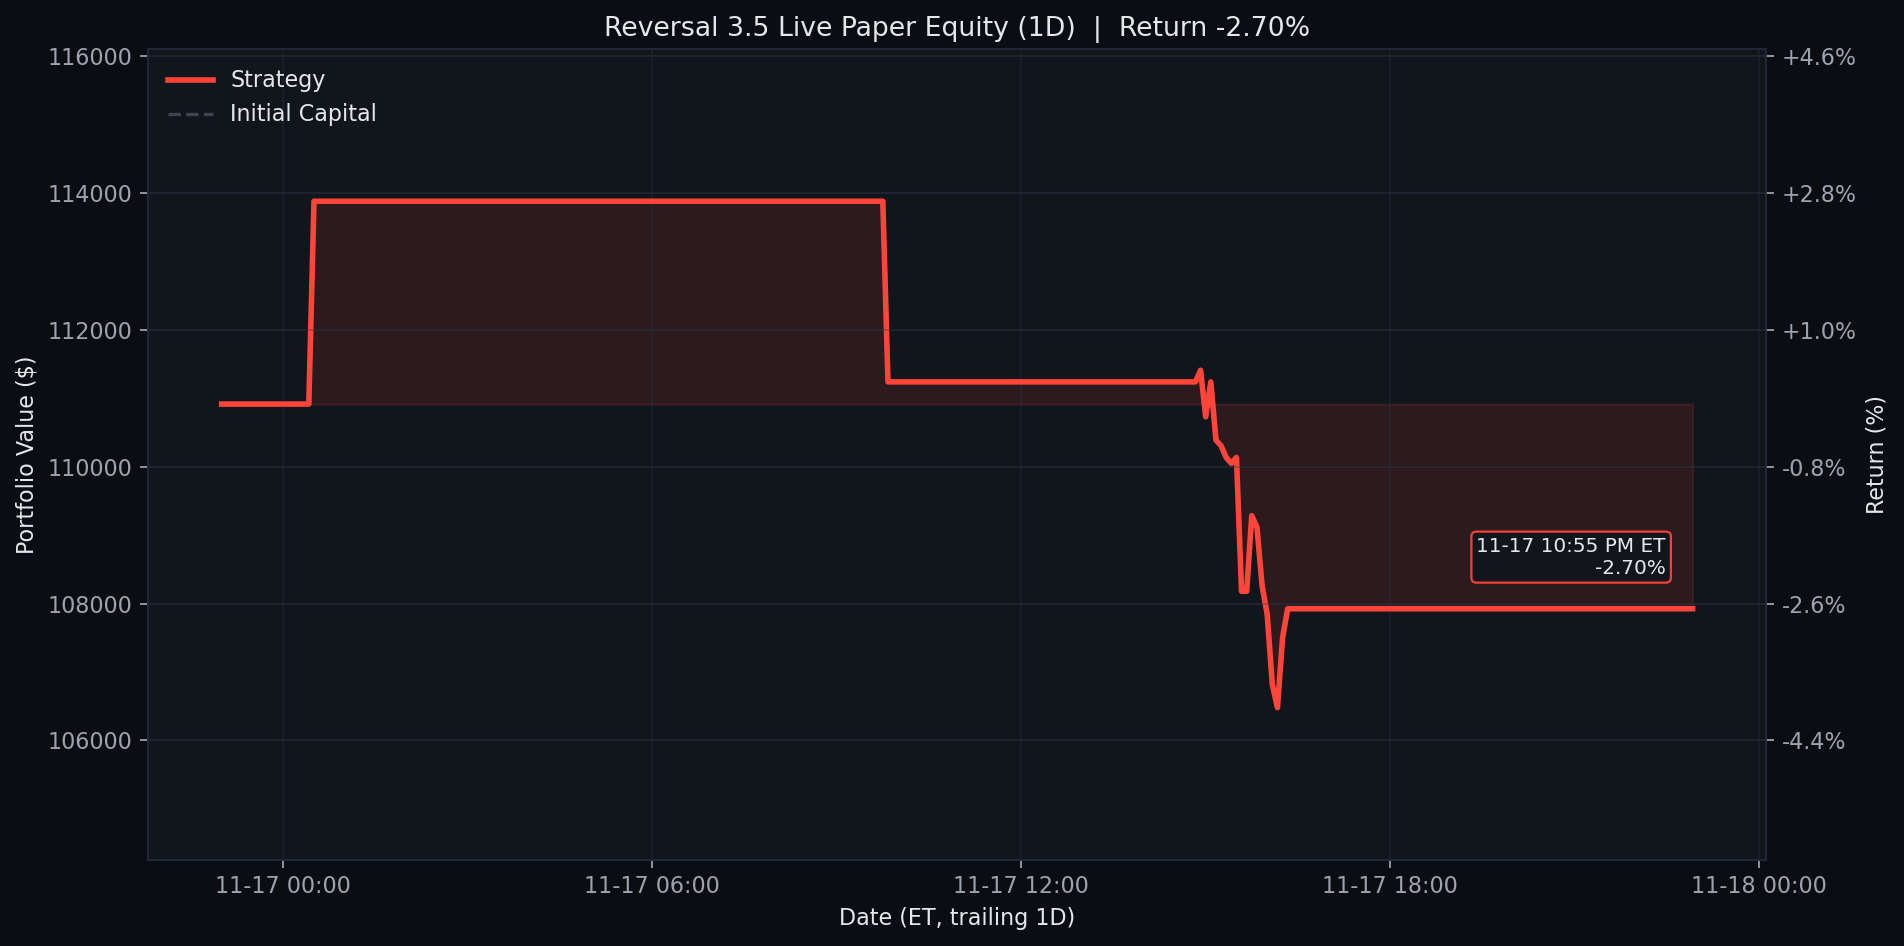 Reversal 3.5 Live Paper Equity (1D) | Return -2.70%
Strategy
Initial Capital
Portfolio Value ($)
116000
114000
112000
110000
108000
106000
+4.6%
+2.8%
+1.0%
-0.8%
-2.6%
-4.4%
Return (%)
11-17 10:55 PM ET
-2.70%
11-17 00:00
11-17 06:00
11-17 12:00
11-17 18:00
11-18 00:00
Date (ET, trailing 1D)